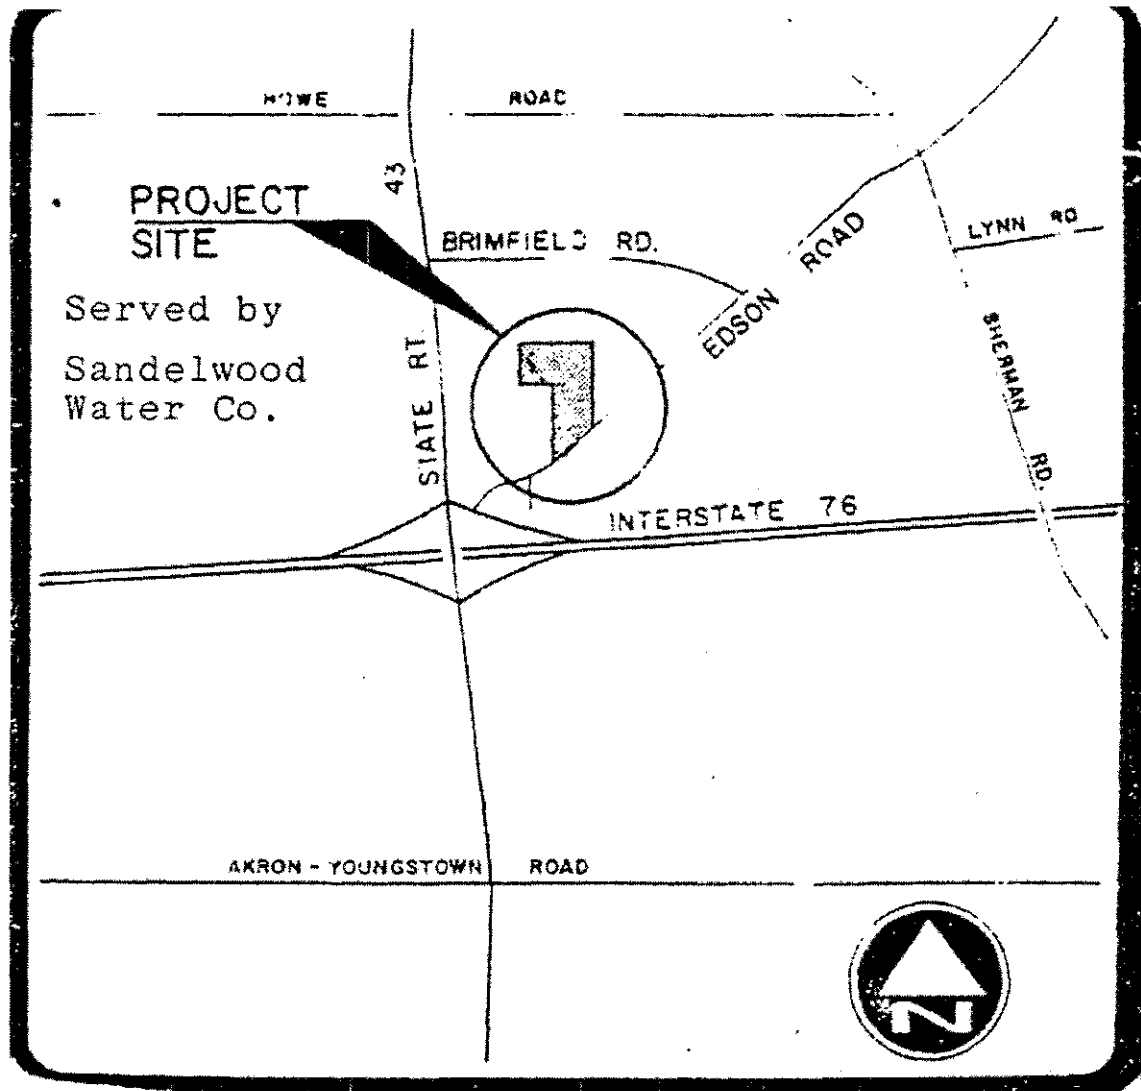 HOWE ROAD
43
PROJECT
SITE
BRIMFIELD RD.
LYNN RD
EDSON ROAD
Served by
Sandelwood
Water Co.
STATE RT
SHERMAN RD.
INTERSTATE 76
AKRON - YOUNGSTOWN ROAD
N